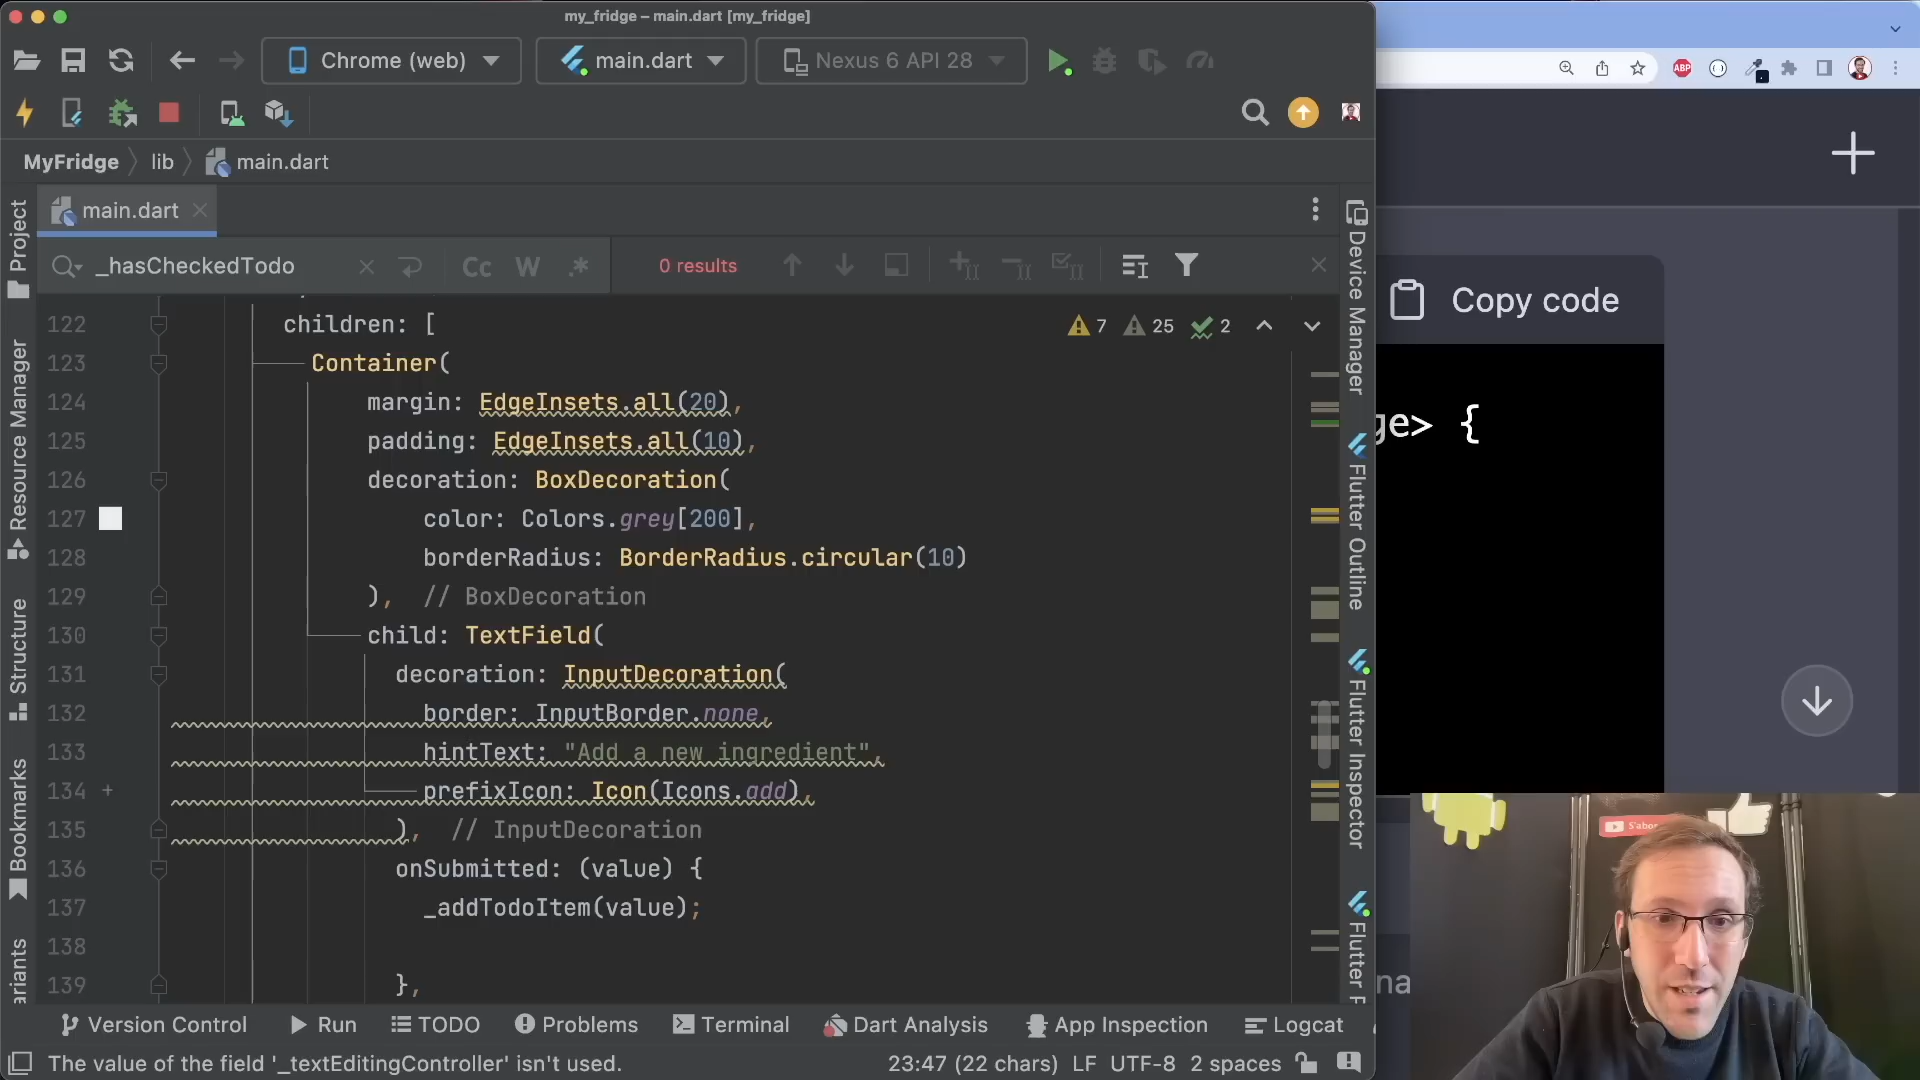 my_fridge – main.dart [my_fridge]
Chrome (web)
main.dart
Nexus 6 API 28
ABP
MyFridge
lib
main.dart
main.dart
_hasCheckedTodo
Cc
W
.*
0 results
7
25
2
122 children: [
123 Container(
124 margin: EdgeInsets.all(20),
125 padding: EdgeInsets.all(10),
126 decoration: BoxDecoration(
127 color: Colors.grey[200],
128 borderRadius: BorderRadius.circular(10)
129 ), // BoxDecoration
130 child: TextField(
131 decoration: InputDecoration(
132 border: InputBorder.none,
133 hintText: "Add a new ingredient",
134 prefixIcon: Icon(Icons.add),
135 ), // InputDecoration
136 onSubmitted: (value) {
137 _addTodoItem(value);
138
139 },
Project
Resource Manager
Structure
Bookmarks
ariants
Device Manager
Flutter Outline
Flutter Inspector
Flutter F
Copy code
ge> {
S'abo
na
Version Control
Run
TODO
Problems
Terminal
Dart Analysis
App Inspection
Logcat
The value of the field '_textEditingController' isn't used.
23:47 (22 chars)
LF
UTF-8
2 spaces